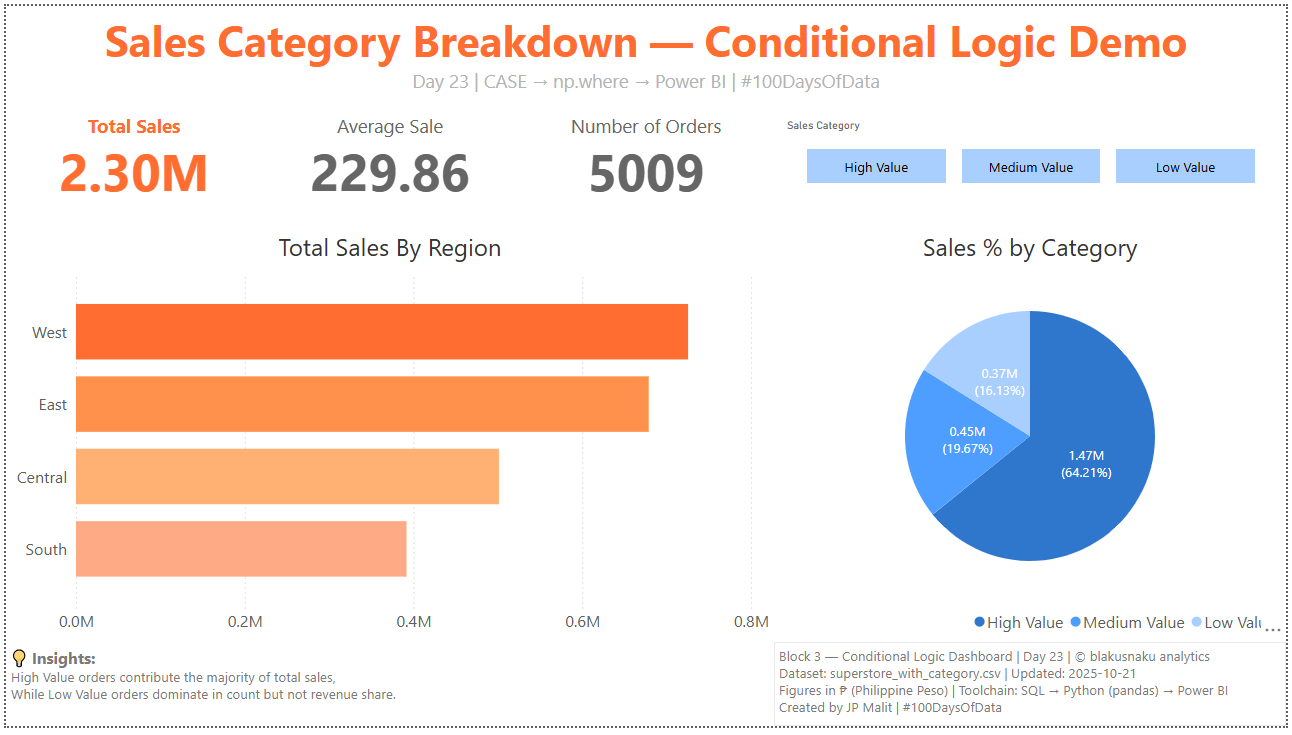 Sales Category Breakdown — Conditional Logic Demo
Day 23 | CASE → np.where → Power BI | #100DaysOfData
Total Sales
2.30M
Average Sale
229.86
Number of Orders
5009
Sales Category
High Value
Medium Value
Low Value
Total Sales By Region
West
East
Central
South
0.0M
0.2M
0.4M
0.6M
0.8M
Sales % by Category
0.37M
(16.13%)
0.45M
(19.67%)
1.47M
(64.21%)
High Value
Medium Value
Low Valu
...
Insights:
High Value orders contribute the majority of total sales,
While Low Value orders dominate in count but not revenue share.
Block 3 — Conditional Logic Dashboard | Day 23 | © blakusnaku analytics
Dataset: superstore_with_category.csv | Updated: 2025-10-21
Figures in ₱ (Philippine Peso) | Toolchain: SQL → Python (pandas) → Power BI
Created by JP Malit | #100DaysOfData